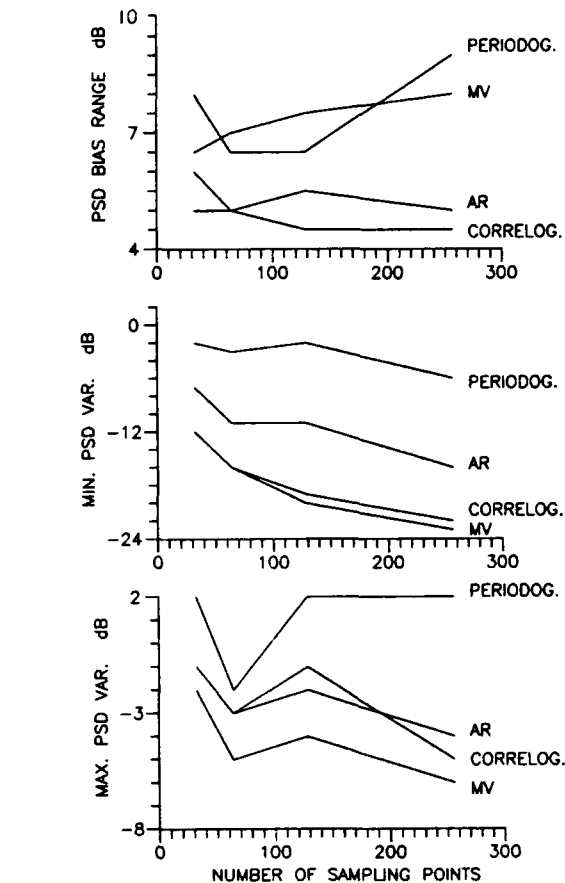 10
PSD BIAS RANGE dB
PERIODOG.
MV
7
AR
CORRELOG.
4
0 100 200 300
0
MIN. PSD VAR. dB
PERIODOG.
-12
AR
CORRELOG.
MV
-24
0 100 200 300
2
PERIODOG.
MAX. PSD VAR. dB
-3
AR
CORRELOG.
MV
-8
0 100 200 300
NUMBER OF SAMPLING POINTS